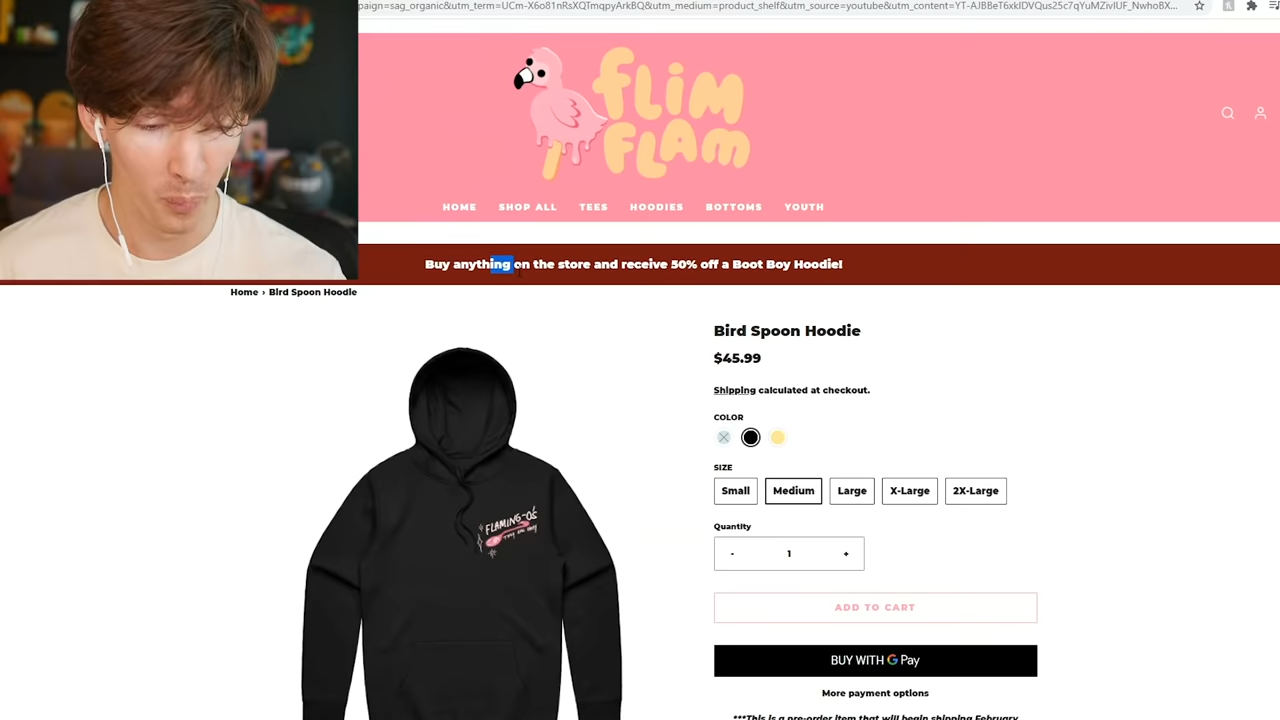 paign=sag_organic&utm_term=UCm-X6o81nRsXQTmqpyArkBQ&utm_medium=product_shelf&utm_source=youtube&utm_content=YT-AJBBeT6xkIDVQus25c7qYuMZivIUF_NwhoBX...
FLiM
FLAM
HOME SHOP ALL TEES HOODIES BOTTOMS YOUTH
Buy anything on the store and receive 50% off a Boot Boy Hoodie!
Home › Bird Spoon Hoodie
Bird Spoon Hoodie
$45.99
Shipping calculated at checkout.
COLOR
SIZE
Small Medium Large X-Large 2X-Large
Quantity
- 1 +
ADD TO CART
BUY WITH G Pay
More payment options
***This is a pre-order item that will begin shipping February
FLAMING-O'S